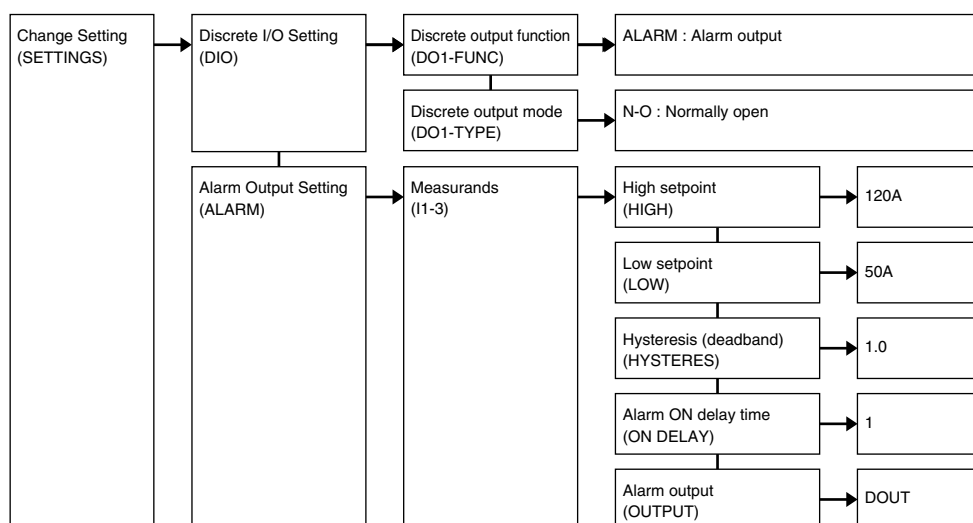 Change Setting
(SETTINGS)
Discrete I/O Setting
(DIO)
Discrete output function
(DO1-FUNC)
ALARM : Alarm output
Discrete output mode
(DO1-TYPE)
N-O : Normally open
Alarm Output Setting
(ALARM)
Measurands
(I1-3)
High setpoint
(HIGH)
120A
Low setpoint
(LOW)
50A
Hysteresis (deadband)
(HYSTERES)
1.0
Alarm ON delay time
(ON DELAY)
1
Alarm output
(OUTPUT)
DOUT